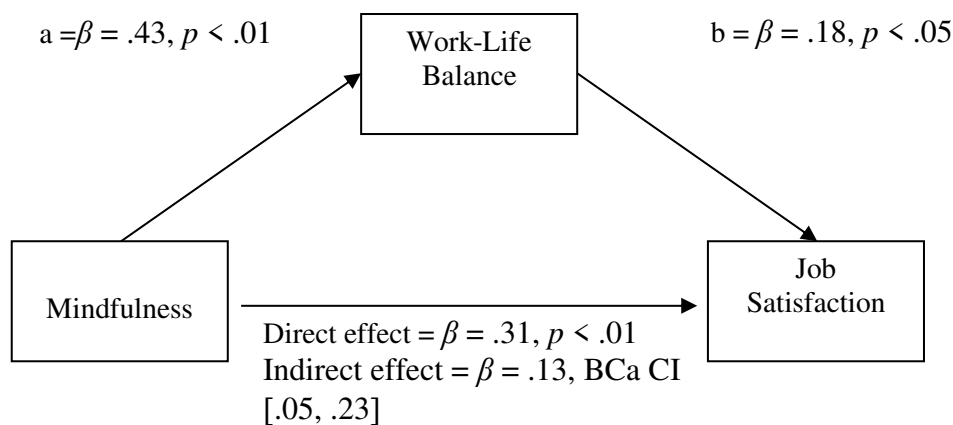 a =β = .43, p < .01
Work-Life
Balance
b = β = .18, p < .05
Mindfulness
Job
Satisfaction
Direct effect = β = .31, p < .01
Indirect effect = β = .13, BCa CI
[.05, .23]